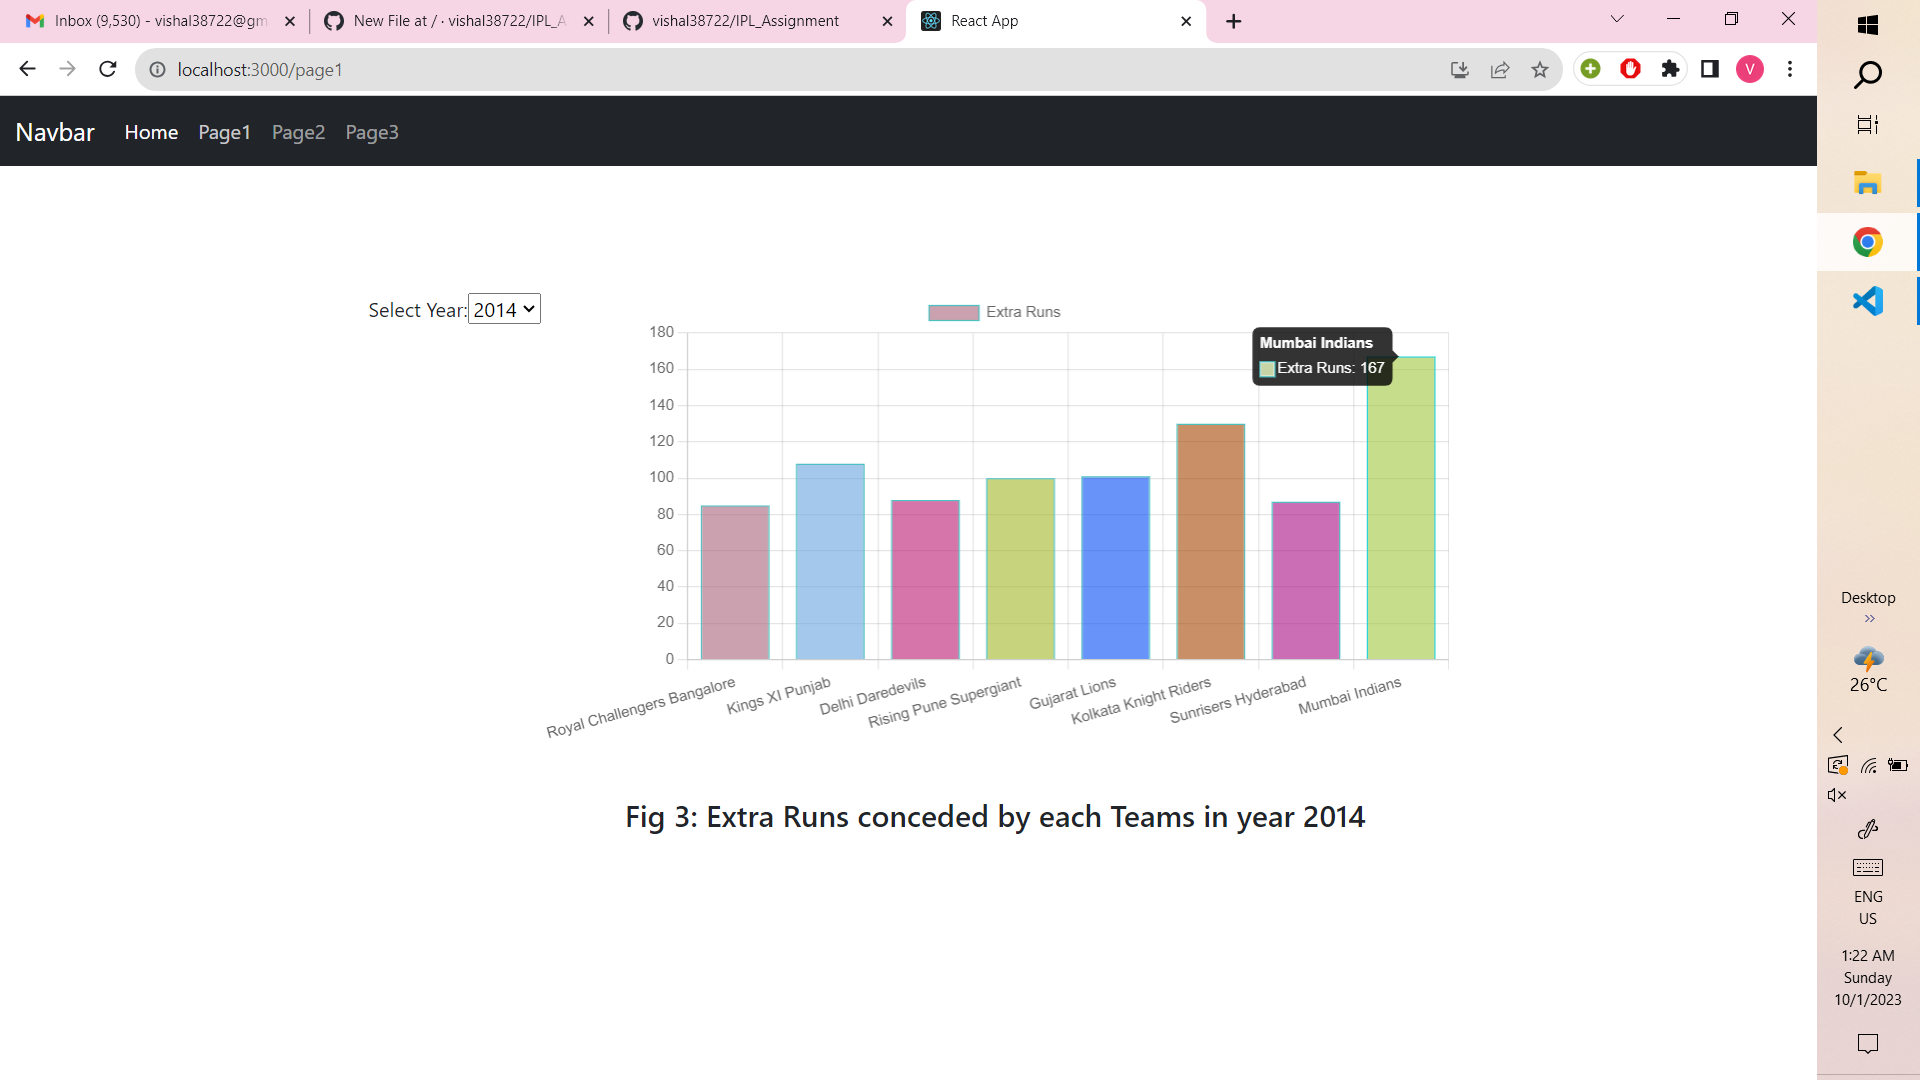 Inbox (9,530) - vishal38722@gm
New File at / · vishal38722/IPL_A
vishal38722/IPL_Assignment
React App
localhost:3000/page1
V
Navbar
Home
Page1
Page2
Page3
Select Year:
2014
Extra Runs
180
160
140
120
100
80
60
40
20
0
Mumbai Indians
Extra Runs: 167
Royal Challengers Bangalore
Kings XI Punjab
Delhi Daredevils
Rising Pune Supergiant
Gujarat Lions
Kolkata Knight Riders
Sunrisers Hyderabad
Mumbai Indians
Fig 3: Extra Runs conceded by each Teams in year 2014
Desktop
»
26°C
ENG
US
1:22 AM
Sunday
10/1/2023